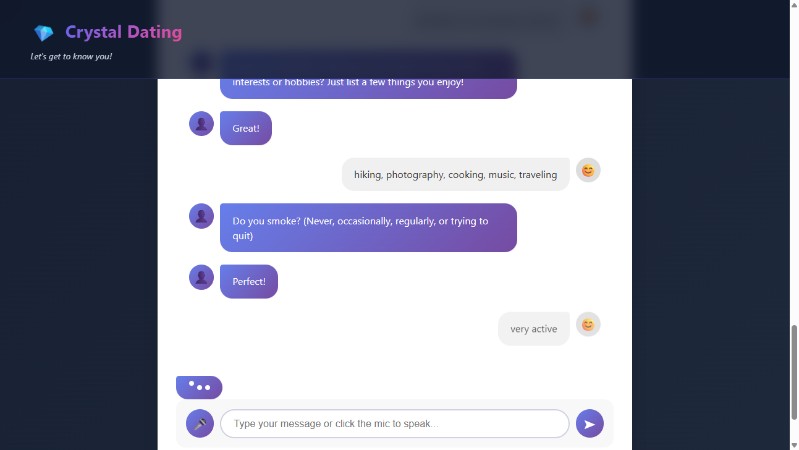 Crystal Dating
Let's get to know you!
interests or hobbies? Just list a few things you enjoy!
Great!
hiking, photography, cooking, music, traveling
Do you smoke? (Never, occasionally, regularly, or trying to
quit)
Perfect!
very active
Type your message or click the mic to speak...